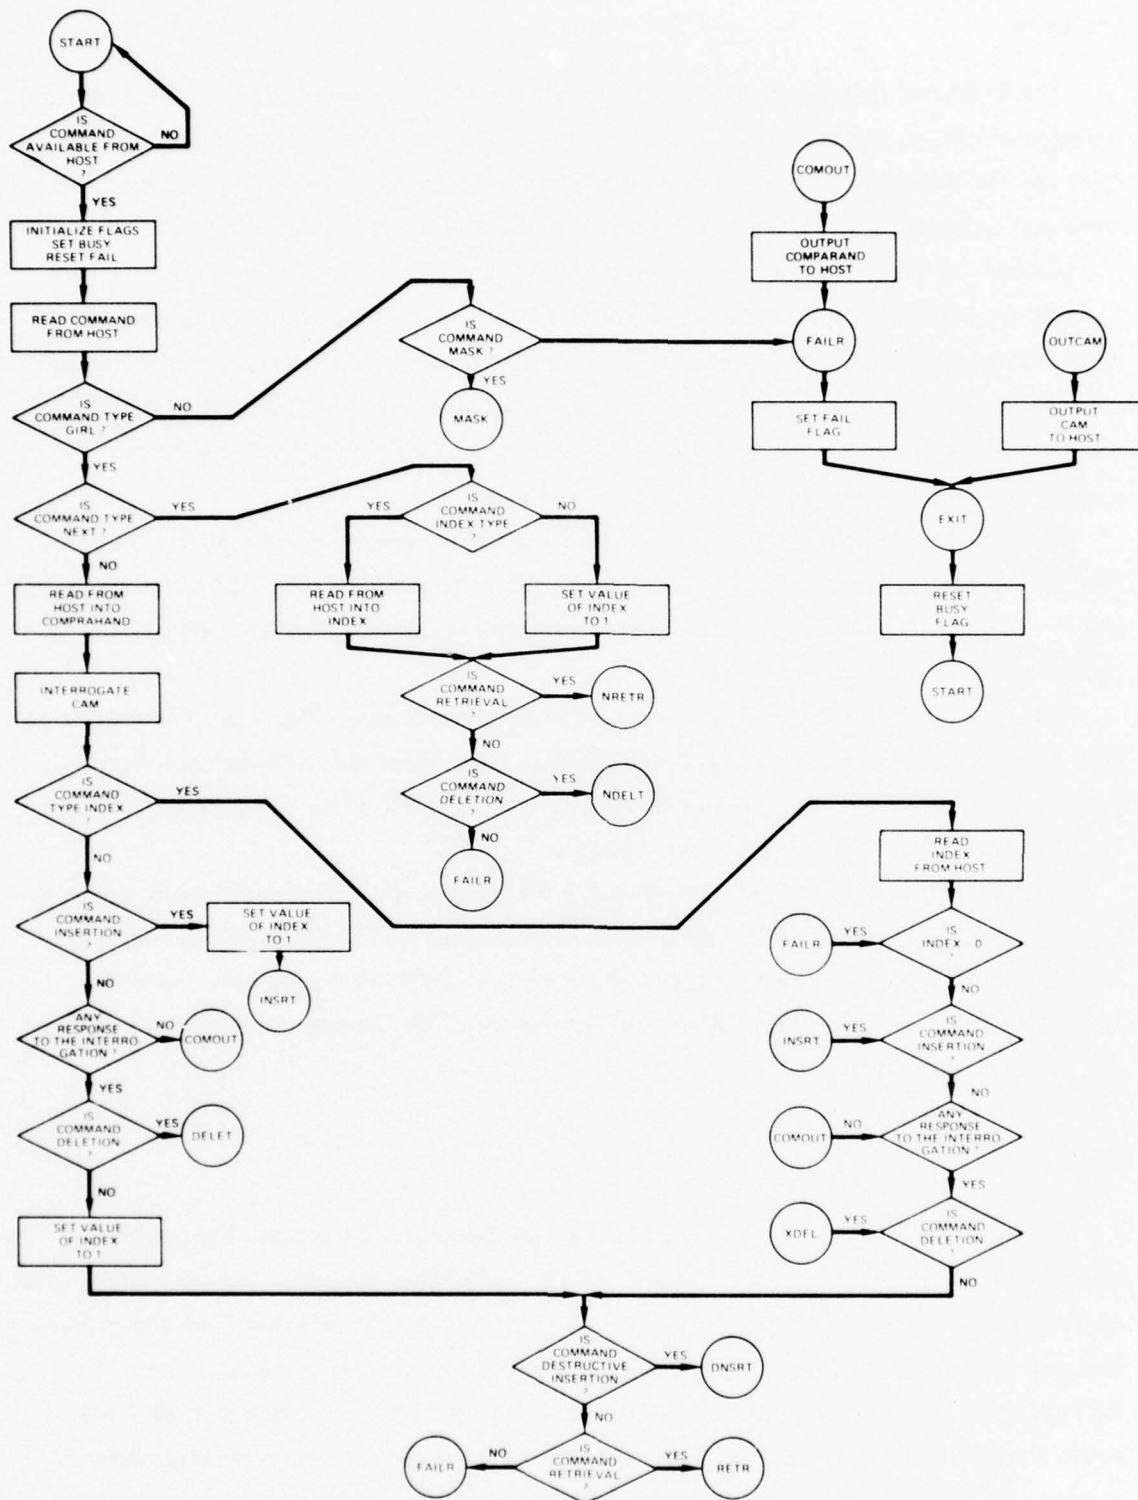 START
IS
COMMAND
AVAILABLE FROM
HOST
?
NO
YES
INITIALIZE FLAGS
SET BUSY
RESET FAIL
READ COMMAND
FROM HOST
IS
COMMAND TYPE
GIRL ?
NO
YES
IS
COMMAND
MASK ?
YES
MASK
COMOUT
OUTPUT
COMPARAND
TO HOST
FAILR
SET FAIL
FLAG
OUTCAM
OUTPUT
CAM
TO HOST
EXIT
RESET
BUSY
FLAG
START
IS
COMMAND TYPE
NEXT ?
YES
NO
IS
COMMAND
INDEX TYPE
?
YES
NO
READ FROM
HOST INTO
INDEX
SET VALUE
OF INDEX
TO 1
IS
COMMAND
RETRIEVAL
?
YES
NRETR
NO
IS
COMMAND
DELETION ?
YES
NDELT
NO
FAILR
READ FROM
HOST INTO
COMPRAHAND
INTERROGATE
CAM
IS
COMMAND
TYPE INDEX
?
YES
NO
IS
COMMAND
INSERTION
?
YES
SET VALUE
OF INDEX
TO 1
INSRT
NO
ANY
RESPONSE
TO THE INTERRO-
GATION ?
NO
COMOUT
YES
IS
COMMAND
DELETION
?
YES
DELET
NO
SET VALUE
OF INDEX
TO 1
READ
INDEX
FROM HOST
IS
INDEX 0
?
YES
FAILR
NO
IS
COMMAND
INSERTION
?
YES
INSRT
NO
ANY
RESPONSE
TO THE INTERRO
GATION ?
NO
COMOUT
YES
IS
COMMAND
DELETION
?
YES
XDEL
NO
IS
COMMAND
DESTRUCTIVE
INSERTION
?
YES
DNSRT
NO
IS
COMMAND
RETRIEVAL
?
NO
FAILR
YES
RETR